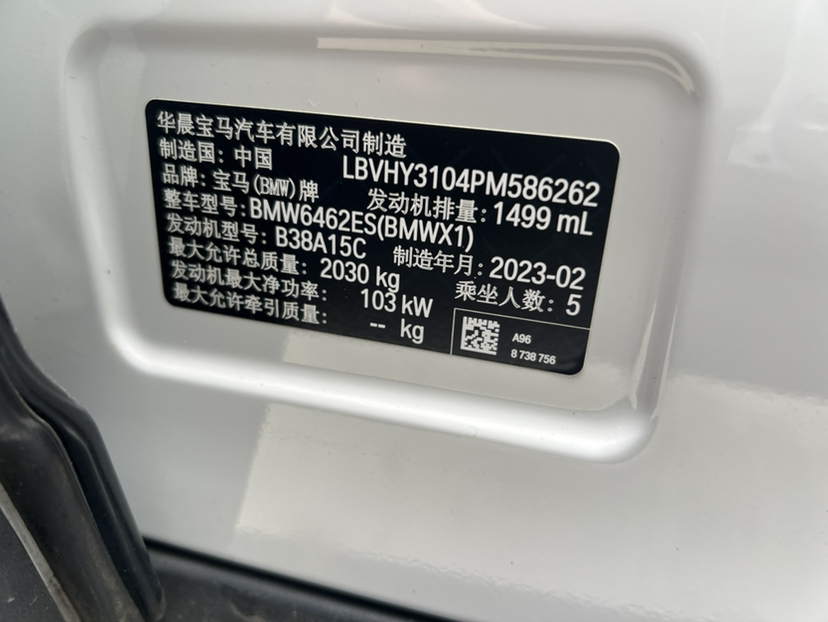 华晨宝马汽车有限公司制造
制造国：中国 LBVHY3104PM586262
品牌：宝马(BMW)牌 发动机排量：1499 mL
整车型号：BMW6462ES(BMWX1)
发动机型号：B38A15C 制造年月：2023-02
最大允许总质量：2030 kg 乘坐人数：5
发动机最大净功率：103 kW
最大允许牵引质量：-- kg
A96
8 738 756